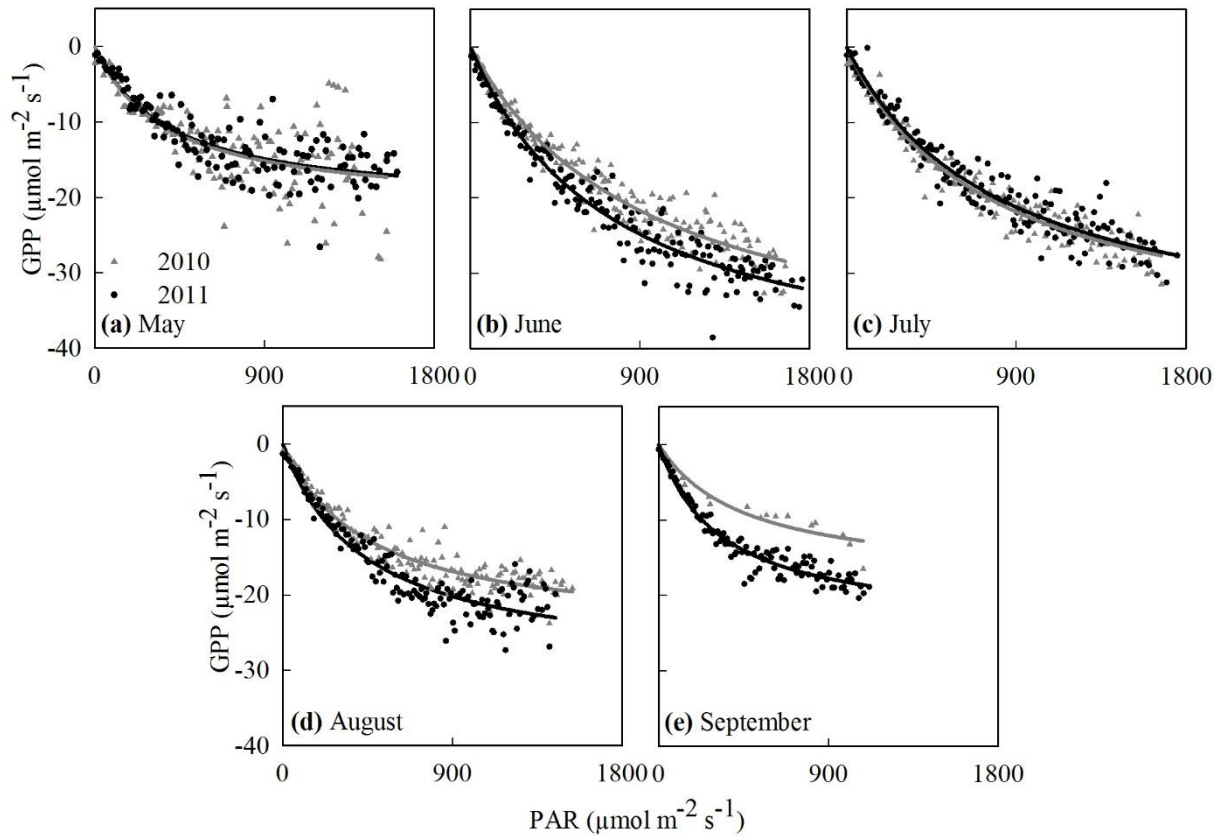 GPP (µmol m⁻² s⁻¹)
0
-10
-20
-30
-40
2010
2011
(a) May
(b) June
(c) July
0 900 1800
0 900 1800
0 900 1800
GPP (µmol m⁻² s⁻¹)
0
-10
-20
-30
-40
(d) August
(e) September
0 900 1800
0 900 1800
PAR (µmol m⁻² s⁻¹)